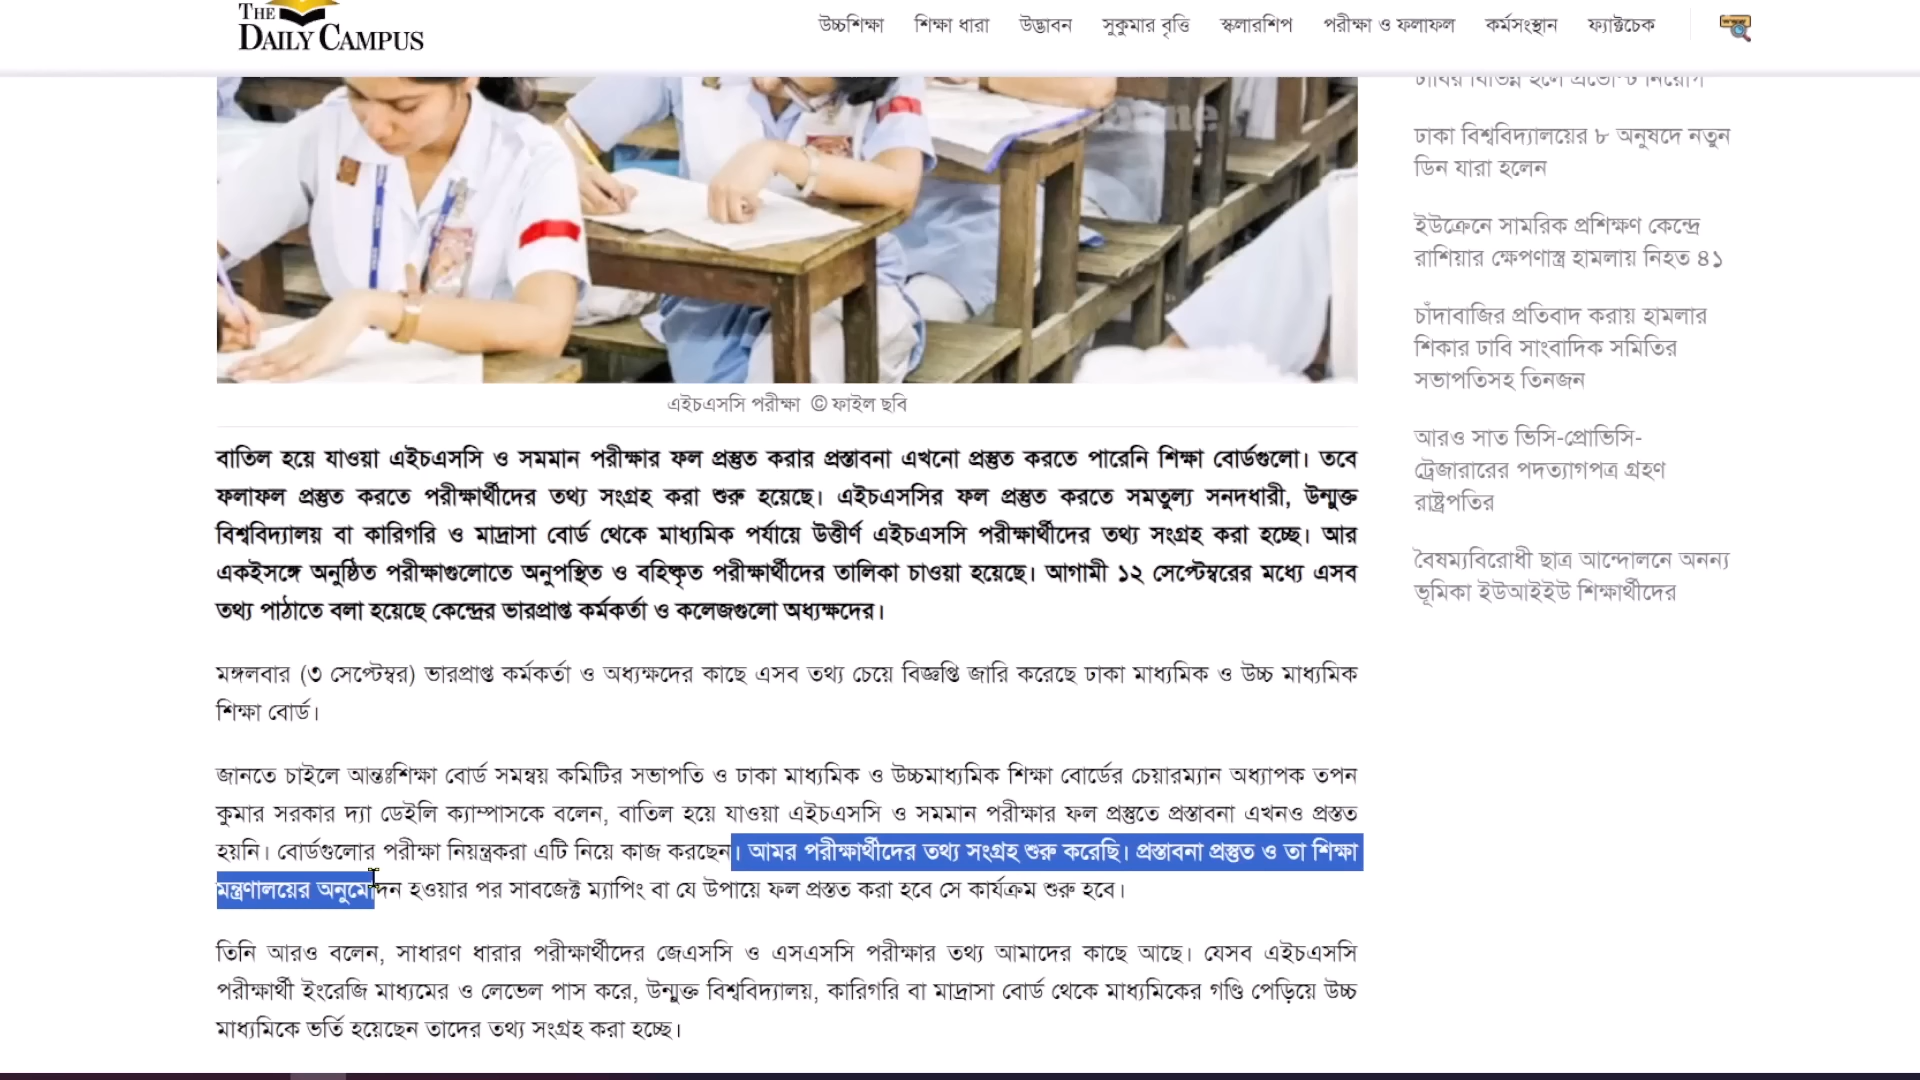 THE
DAILY CAMPUS
উচ্চশিক্ষা শিক্ষা ধারা উদ্ভাবন সুকুমার বৃত্তি স্কলারশিপ পরীক্ষা ও ফলাফল কর্মসংস্থান ফ্যাক্টচেক
এইচএসসি পরীক্ষা © ফাইল ছবি
বাতিল হয়ে যাওয়া এইচএসসি ও সমমান পরীক্ষার ফল প্রস্তুত করার প্রস্তাবনা এখনো প্রস্তুত করতে পারেনি শিক্ষা বোর্ডগুলো। তবে
ফলাফল প্রস্তুত করতে পরীক্ষার্থীদের তথ্য সংগ্রহ করা শুরু হয়েছে। এইচএসসির ফল প্রস্তুত করতে সমতুল্য সনদধারী, উন্মুক্ত
বিশ্ববিদ্যালয় বা কারিগরি ও মাদ্রাসা বোর্ড থেকে মাধ্যমিক পর্যায়ে উত্তীর্ণ এইচএসসি পরীক্ষার্থীদের তথ্য সংগ্রহ করা হচ্ছে। আর
একইসঙ্গে অনুষ্ঠিত পরীক্ষাগুলোতে অনুপস্থিত ও বহিষ্কৃত পরীক্ষার্থীদের তালিকা চাওয়া হয়েছে। আগামী ১২ সেপ্টেম্বরের মধ্যে এসব
তথ্য পাঠাতে বলা হয়েছে কেন্দ্রের ভারপ্রাপ্ত কর্মকর্তা ও কলেজগুলো অধ্যক্ষদের।
মঙ্গলবার (৩ সেপ্টেম্বর) ভারপ্রাপ্ত কর্মকর্তা ও অধ্যক্ষদের কাছে এসব তথ্য চেয়ে বিজ্ঞপ্তি জারি করেছে ঢাকা মাধ্যমিক ও উচ্চ মাধ্যমিক
শিক্ষা বোর্ড।
জানতে চাইলে আন্তঃশিক্ষা বোর্ড সমন্বয় কমিটির সভাপতি ও ঢাকা মাধ্যমিক ও উচ্চমাধ্যমিক শিক্ষা বোর্ডের চেয়ারম্যান অধ্যাপক তপন
কুমার সরকার দ্যা ডেইলি ক্যাম্পাসকে বলেন, বাতিল হয়ে যাওয়া এইচএসসি ও সমমান পরীক্ষার ফল প্রস্তুতে প্রস্তাবনা এখনও প্রস্তত
হয়নি। বোর্ডগুলোর পরীক্ষা নিয়ন্ত্রকরা এটি নিয়ে কাজ করছেন। আমর পরীক্ষার্থীদের তথ্য সংগ্রহ শুরু করেছি। প্রস্তাবনা প্রস্তুত ও তা শিক্ষা
মন্ত্রণালয়ের অনুমোদন হওয়ার পর সাবজেক্ট ম্যাপিং বা যে উপায়ে ফল প্রস্তত করা হবে সে কার্যক্রম শুরু হবে।
তিনি আরও বলেন, সাধারণ ধারার পরীক্ষার্থীদের জেএসসি ও এসএসসি পরীক্ষার তথ্য আমাদের কাছে আছে। যেসব এইচএসসি
পরীক্ষার্থী ইংরেজি মাধ্যমের ও লেভেল পাস করে, উন্মুক্ত বিশ্ববিদ্যালয়, কারিগরি বা মাদ্রাসা বোর্ড থেকে মাধ্যমিকের গণ্ডি পেড়িয়ে উচ্চ
মাধ্যমিকে ভর্তি হয়েছেন তাদের তথ্য সংগ্রহ করা হচ্ছে।
ঢাবির বিভিন্ন হলে প্রভোস্ট নিয়োগ
ঢাকা বিশ্ববিদ্যালয়ের ৮ অনুষদে নতুন
ডিন যারা হলেন
ইউক্রেনে সামরিক প্রশিক্ষণ কেন্দ্রে
রাশিয়ার ক্ষেপণাস্ত্র হামলায় নিহত ৪১
চাঁদাবাজির প্রতিবাদ করায় হামলার
শিকার ঢাবি সাংবাদিক সমিতির
সভাপতিসহ তিনজন
আরও সাত ভিসি-প্রোভিসি-
ট্রেজারারের পদত্যাগপত্র গ্রহণ
রাষ্ট্রপতির
বৈষম্যবিরোধী ছাত্র আন্দোলনে অনন্য
ভূমিকা ইউআইইউ শিক্ষার্থীদের